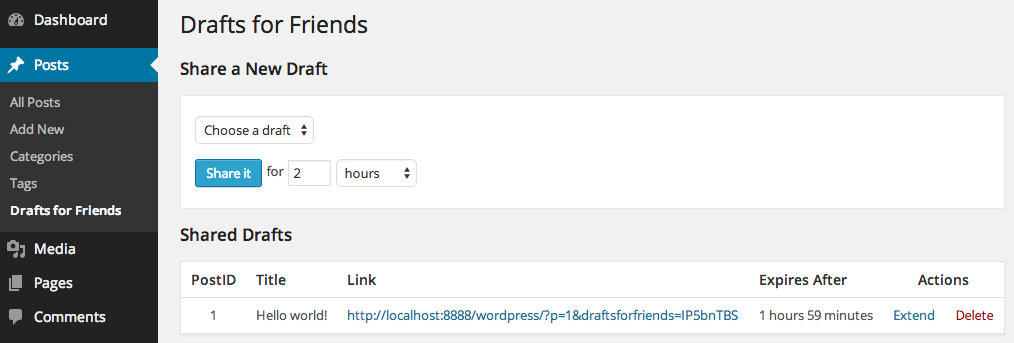 Dashboard
Posts
All Posts
Add New
Categories
Tags
Drafts for Friends
Media
Pages
Comments
Drafts for Friends
Share a New Draft
Choose a draft
Share it for 2 hours
Shared Drafts
PostID Title Link Expires After Actions
1 Hello world! http://localhost:8888/wordpress/?p=1&draftsforfriends=IP5bnTBS 1 hours 59 minutes Extend Delete